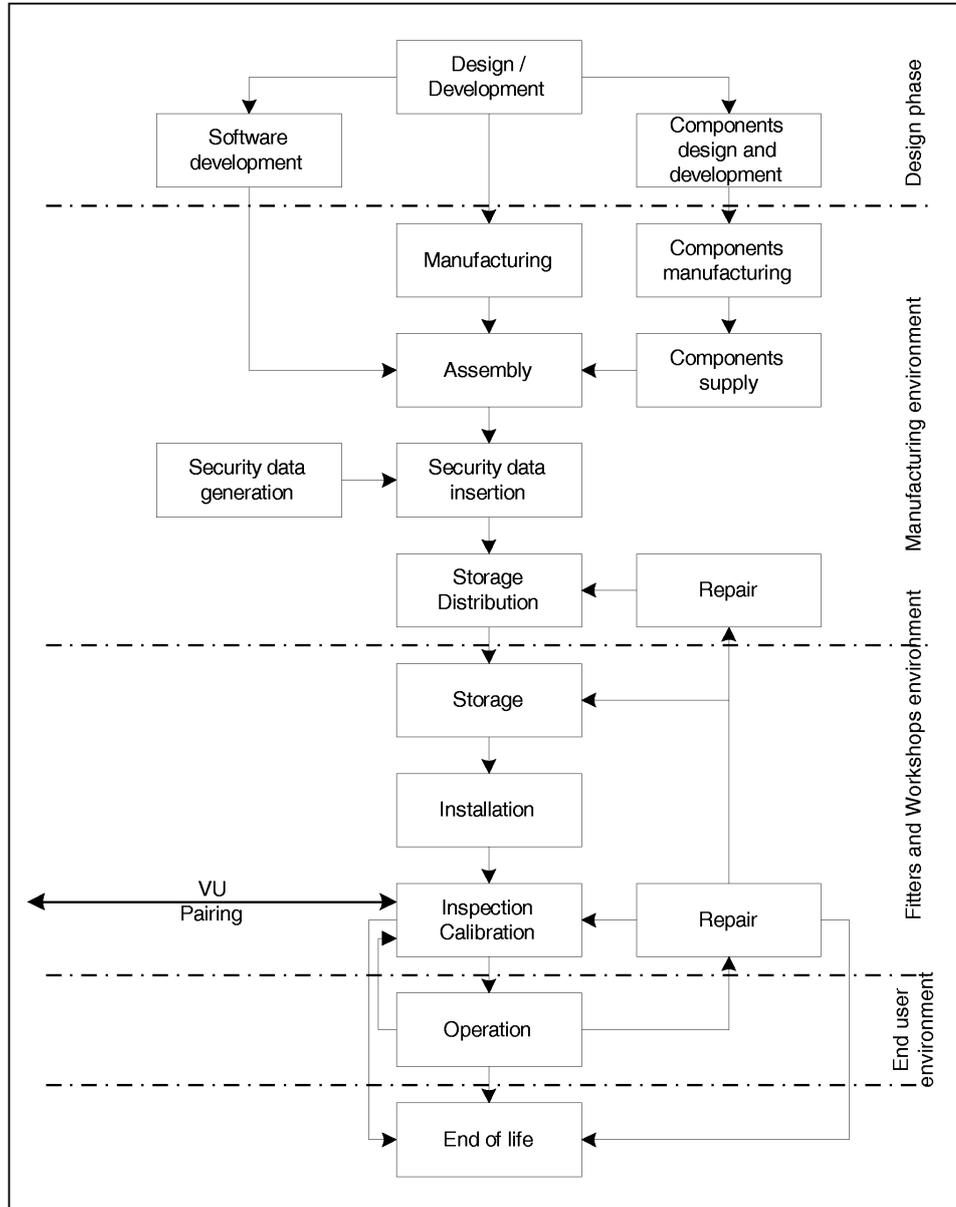 Design /
Development
Software
development
Components
design and
development
Design phase
Manufacturing
Components
manufacturing
Assembly
Components
supply
Manufacturing environment
Security data
generation
Security data
insertion
Storage
Distribution
Repair
Storage
Installation
Fitters and Workshops environment
VU
Pairing
Inspection
Calibration
Repair
Operation
End user
environment
End of life